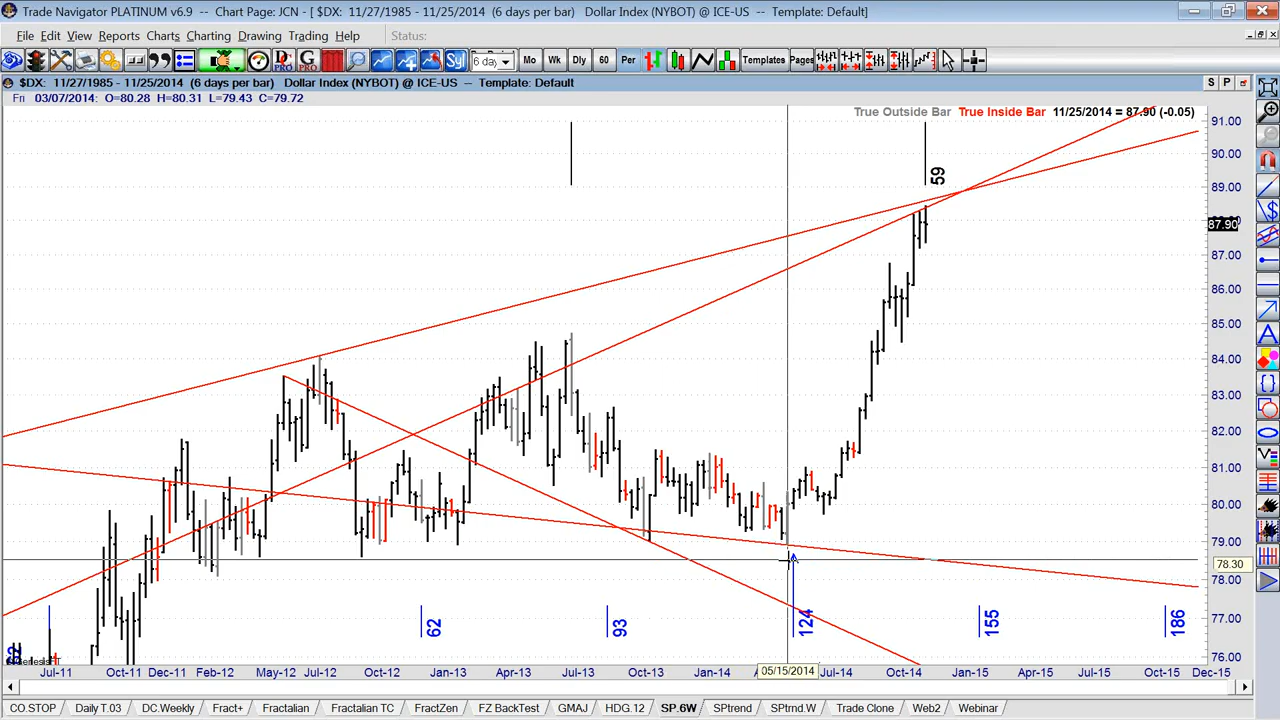 Trade Navigator PLATINUM v6.9 -- Chart Page: JCN - [ $DX: 11/27/1985 - 11/25/2014 (6 days per bar) Dollar Index (NYBOT) @ ICE-US -- Template: Default]
File Edit View Reports Charts Charting Drawing Trading Help Status:
6 day Mo Wk Dly 60 Per Templates Pages
$DX: 11/27/1985 - 11/25/2014 (6 days per bar) Dollar Index (NYBOT) @ ICE-US -- Template: Default
S P
Fri 03/07/2014: O=80.28 H=80.31 L=79.43 C=79.72
True Outside Bar True Inside Bar 11/25/2014 = 87.90 (-0.05)
91.00
90.00
89.00
59
87.90
87.00
86.00
85.00
84.00
83.00
82.00
81.00
80.00
79.00
78.30
78.00
77.00
76.00
62 93 124 155 186
Jul-11 Oct-11 Dec-11 Feb-12 May-12 Jul-12 Oct-12 Jan-13 Apr-13 Jul-13 Oct-13 Jan-14 05/15/2014 Jul-14 Oct-14 Jan-15 Apr-15 Jun-15 Oct-15 Dec-15
CO.STOP Daily T.03 DC.Weekly Fract+ Fractalian Fractalian TC FractZen FZ BackTest GMAJ HDG.12 SP.6W SPtrend SPtrnd.W Trade Clone Web2 Webinar